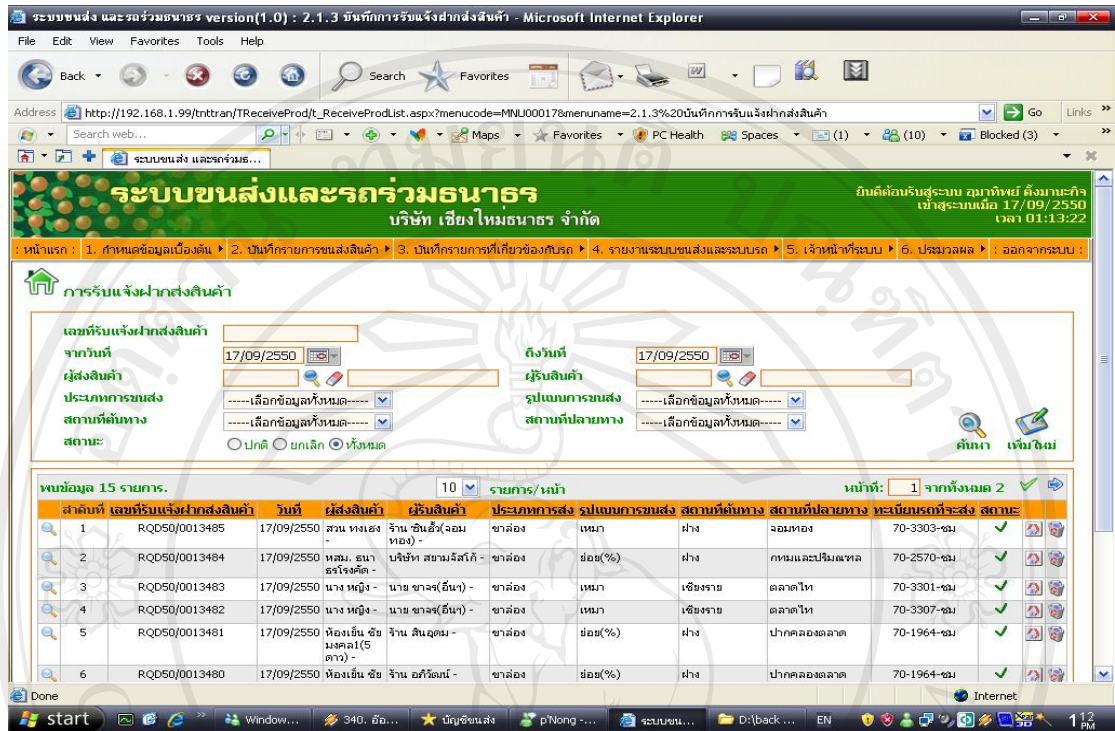 ระบบขนส่ง และรถร่วมธนาธร version(1.0) : 2.1.3 บันทึกการรับแจ้งฝากส่งสินค้า - Microsoft Internet Explorer
File Edit View Favorites Tools Help
Back Search Favorites
Address http://192.168.1.99/tnttran/TReceiveProd/t_ReceiveProdList.aspx?menucode=MNU00017&menuname=2.1.3%20บันทึกการรับแจ้งฝากส่งสินค้า Go Links
Search web... Maps Favorites PC Health Spaces (1) (10) Blocked (3)
ระบบขนส่ง และรถร่วมธ...
ระบบขนส่งและรถร่วมธนาธร
บริษัท เชียงใหม่ธนาธร จำกัด
ยินดีต้อนรับสู่ระบบ อุมาทิพย์ ตั้งมานะกิจ
เข้าสู่ระบบเมื่อ 17/09/2550
เวลา 01:13:22
: หน้าแรก : 1. กำหนดข้อมูลเบื้องต้น 2. บันทึกรายการขนส่งสินค้า 3. บันทึกรายการที่เกี่ยวข้องกับรถ 4. รายงานระบบขนส่งและระบบรถ 5. เจ้าหน้าที่ระบบ 6. ประมวลผล : ออกจากระบบ :
การรับแจ้งฝากส่งสินค้า
เลขที่รับแจ้งฝากส่งสินค้า
จากวันที่ 17/09/2550 ถึงวันที่ 17/09/2550
ผู้ส่งสินค้า ผู้รับสินค้า
ประเภทการขนส่ง -----เลือกข้อมูลทั้งหมด----- รูปแบบการขนส่ง -----เลือกข้อมูลทั้งหมด-----
สถานที่ต้นทาง -----เลือกข้อมูลทั้งหมด----- สถานที่ปลายทาง -----เลือกข้อมูลทั้งหมด-----
สถานะ ปกติ ยกเลิก ทั้งหมด ค้นหา เพิ่มใหม่
พบข้อมูล 15 รายการ. 10 รายการ/หน้า หน้าที่: 1 จากทั้งหมด 2
ลำดับที่ เลขที่รับแจ้งฝากส่งสินค้า วันที่ ผู้ส่งสินค้า ผู้รับสินค้า ประเภทการส่ง รูปแบบการขนส่ง สถานที่ต้นทาง สถานที่ปลายทาง ทะเบียนรถที่จะส่ง สถานะ
1 RQD50/0013485 17/09/2550 สวน ทงเฮง - ร้าน ซินฮั้ว(จอมทอง) - ขาล่อง เหมา ฝาง จอมทอง 70-3303-ชม
2 RQD50/0013484 17/09/2550 หสม. ธนาธรโรงคัด - บริษัท สยามลัสโก้ - ขาล่อง ย่อย(%) ฝาง กทมและปริมณฑล 70-2570-ชม
3 RQD50/0013483 17/09/2550 นาง หญิง - นาย ขาจร(อื่นๆ) - ขาล่อง เหมา เชียงราย ตลาดไท 70-3301-ชม
4 RQD50/0013482 17/09/2550 นาง หญิง - นาย ขาจร(อื่นๆ) - ขาล่อง เหมา เชียงราย ตลาดไท 70-3307-ชม
5 RQD50/0013481 17/09/2550 ห้องเย็น ชัยมงคล1(5 ดาว) - ร้าน สินอุดม - ขาล่อง ย่อย(%) ฝาง ปากคลองตลาด 70-1964-ชม
6 RQD50/0013480 17/09/2550 ห้องเย็น ชัย ร้าน อภิวัฒน์ - ขาล่อง ย่อย(%) ฝาง ปากคลองตลาด 70-1964-ชม
Done Internet
start Window... 340. อ๊อ... บัญชีขนส่ง p'Nong -... ระบบขน... D:\back ... EN 1 12 PM